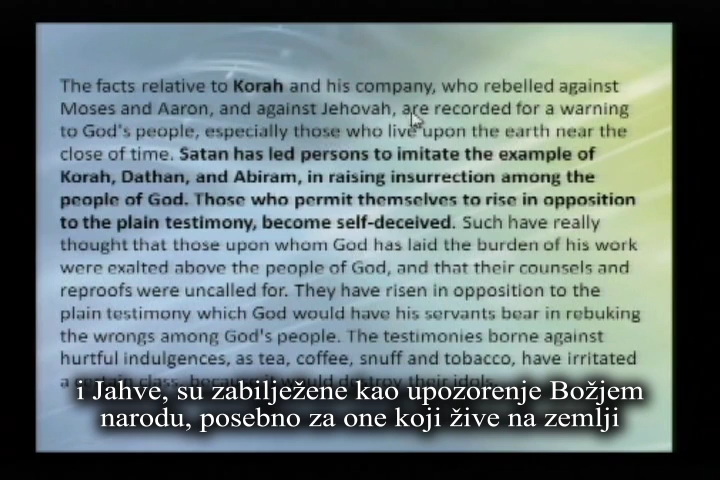 The facts relative to Korah and his company, who rebelled against
Moses and Aaron, and against Jehovah, are recorded for a warning
to God's people, especially those who live upon the earth near the
close of time. Satan has led persons to imitate the example of
Korah, Dathan, and Abiram, in raising insurrection among the
people of God. Those who permit themselves to rise in opposition
to the plain testimony, become self-deceived. Such have really
thought that those upon whom God has laid the burden of his work
were exalted above the people of God, and that their counsels and
reproofs were uncalled for. They have risen in opposition to the
plain testimony which God would have his servants bear in rebuking
the wrongs among God's people. The testimonies borne against
hurtful indulgences, as tea, coffee, snuff and tobacco, have irritated
a certain class, because it would destroy their idols.
i Jahve, su zabilježene kao upozorenje Božjem
narodu, posebno za one koji žive na zemlji